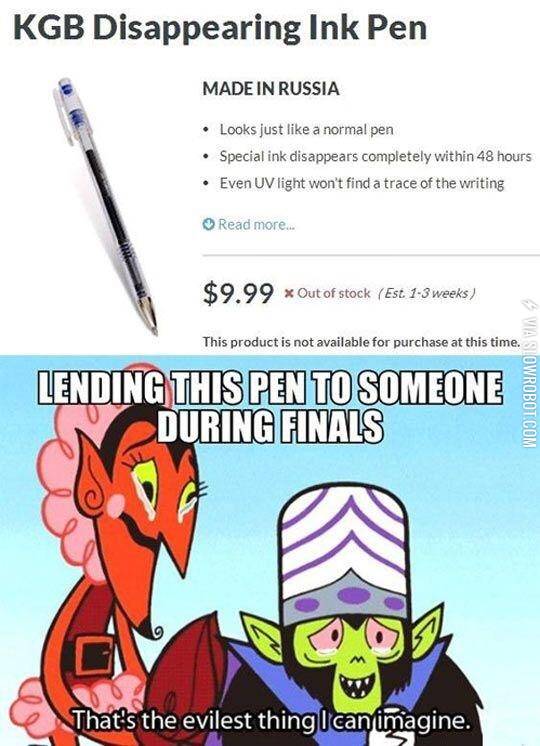 KGB Disappearing Ink Pen
MADE IN RUSSIA
• Looks just like a normal pen
• Special ink disappears completely within 48 hours
• Even UV light won't find a trace of the writing
Read more...
$9.99 × Out of stock (Est. 1-3 weeks)
This product is not available for purchase at this time.
VIA SLOWROBOT.COM
LENDING THIS PEN TO SOMEONE
DURING FINALS
That's the evilest thing I can imagine.